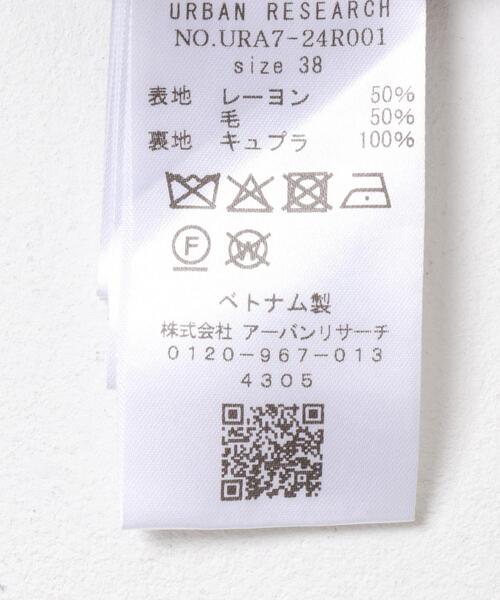 URBAN RESEARCH
NO.URA7-24R001
size 38
表地 レーヨン 50%
毛 50%
裏地 キュプラ 100%
F W
ベトナム製
株式会社 アーバンリサーチ
0120-967-013
4305